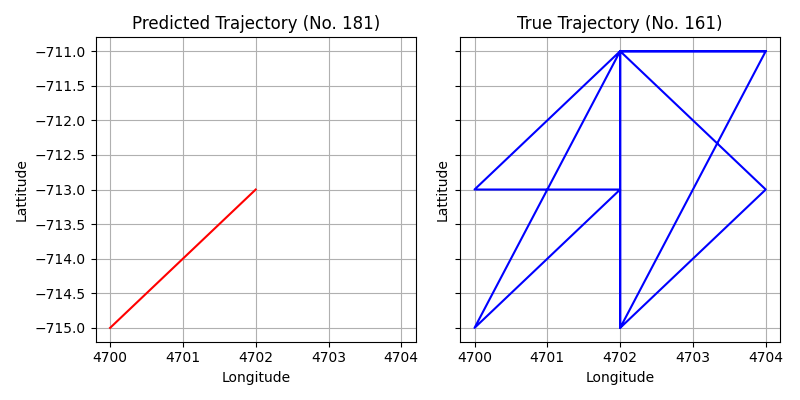 Predicted Trajectory (No. 181)
Lattitude
−711.0
−711.5
−712.0
−712.5
−713.0
−713.5
−714.0
−714.5
−715.0
4700 4701 4702 4703 4704
Longitude
True Trajectory (No. 161)
Lattitude
4700 4701 4702 4703 4704
Longitude